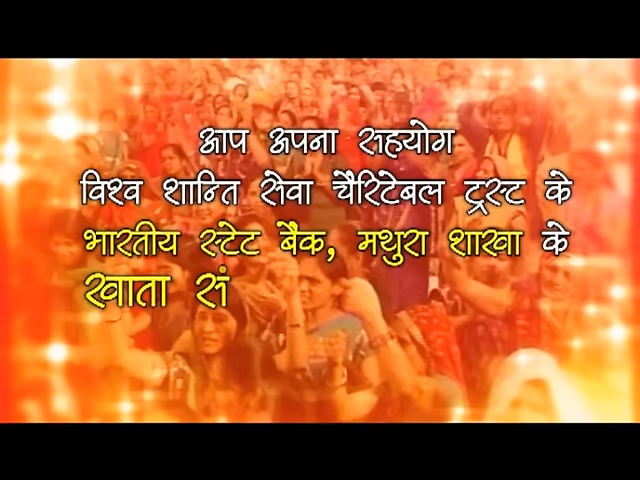 आप अपना सहयोग
विश्व शान्ति सेवा चैरिटेबल ट्रस्ट के
भारतीय स्टेट बैंक, मथुरा शाखा के
खाता सं